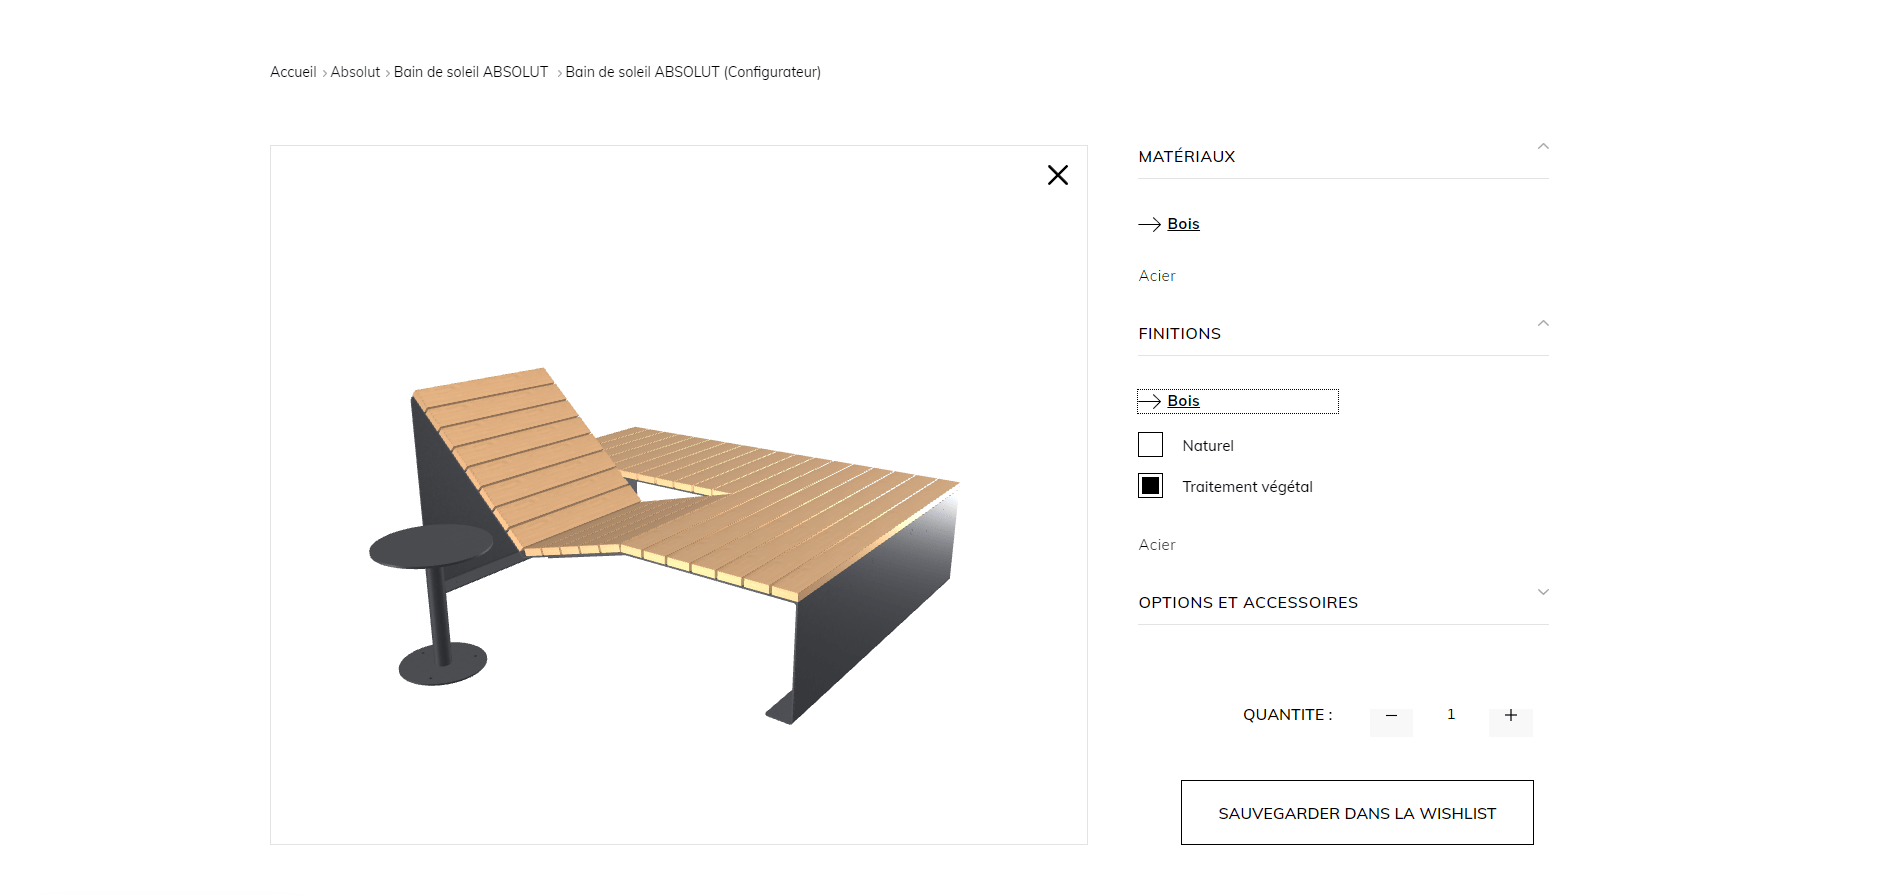 Accueil > Absolut > Bain de soleil ABSOLUT > Bain de soleil ABSOLUT (Configurateur)
MATÉRIAUX
Bois
Acier
FINITIONS
Bois
Naturel
Traitement végétal
Acier
OPTIONS ET ACCESSOIRES
QUANTITE : − 1 +
SAUVEGARDER DANS LA WISHLIST